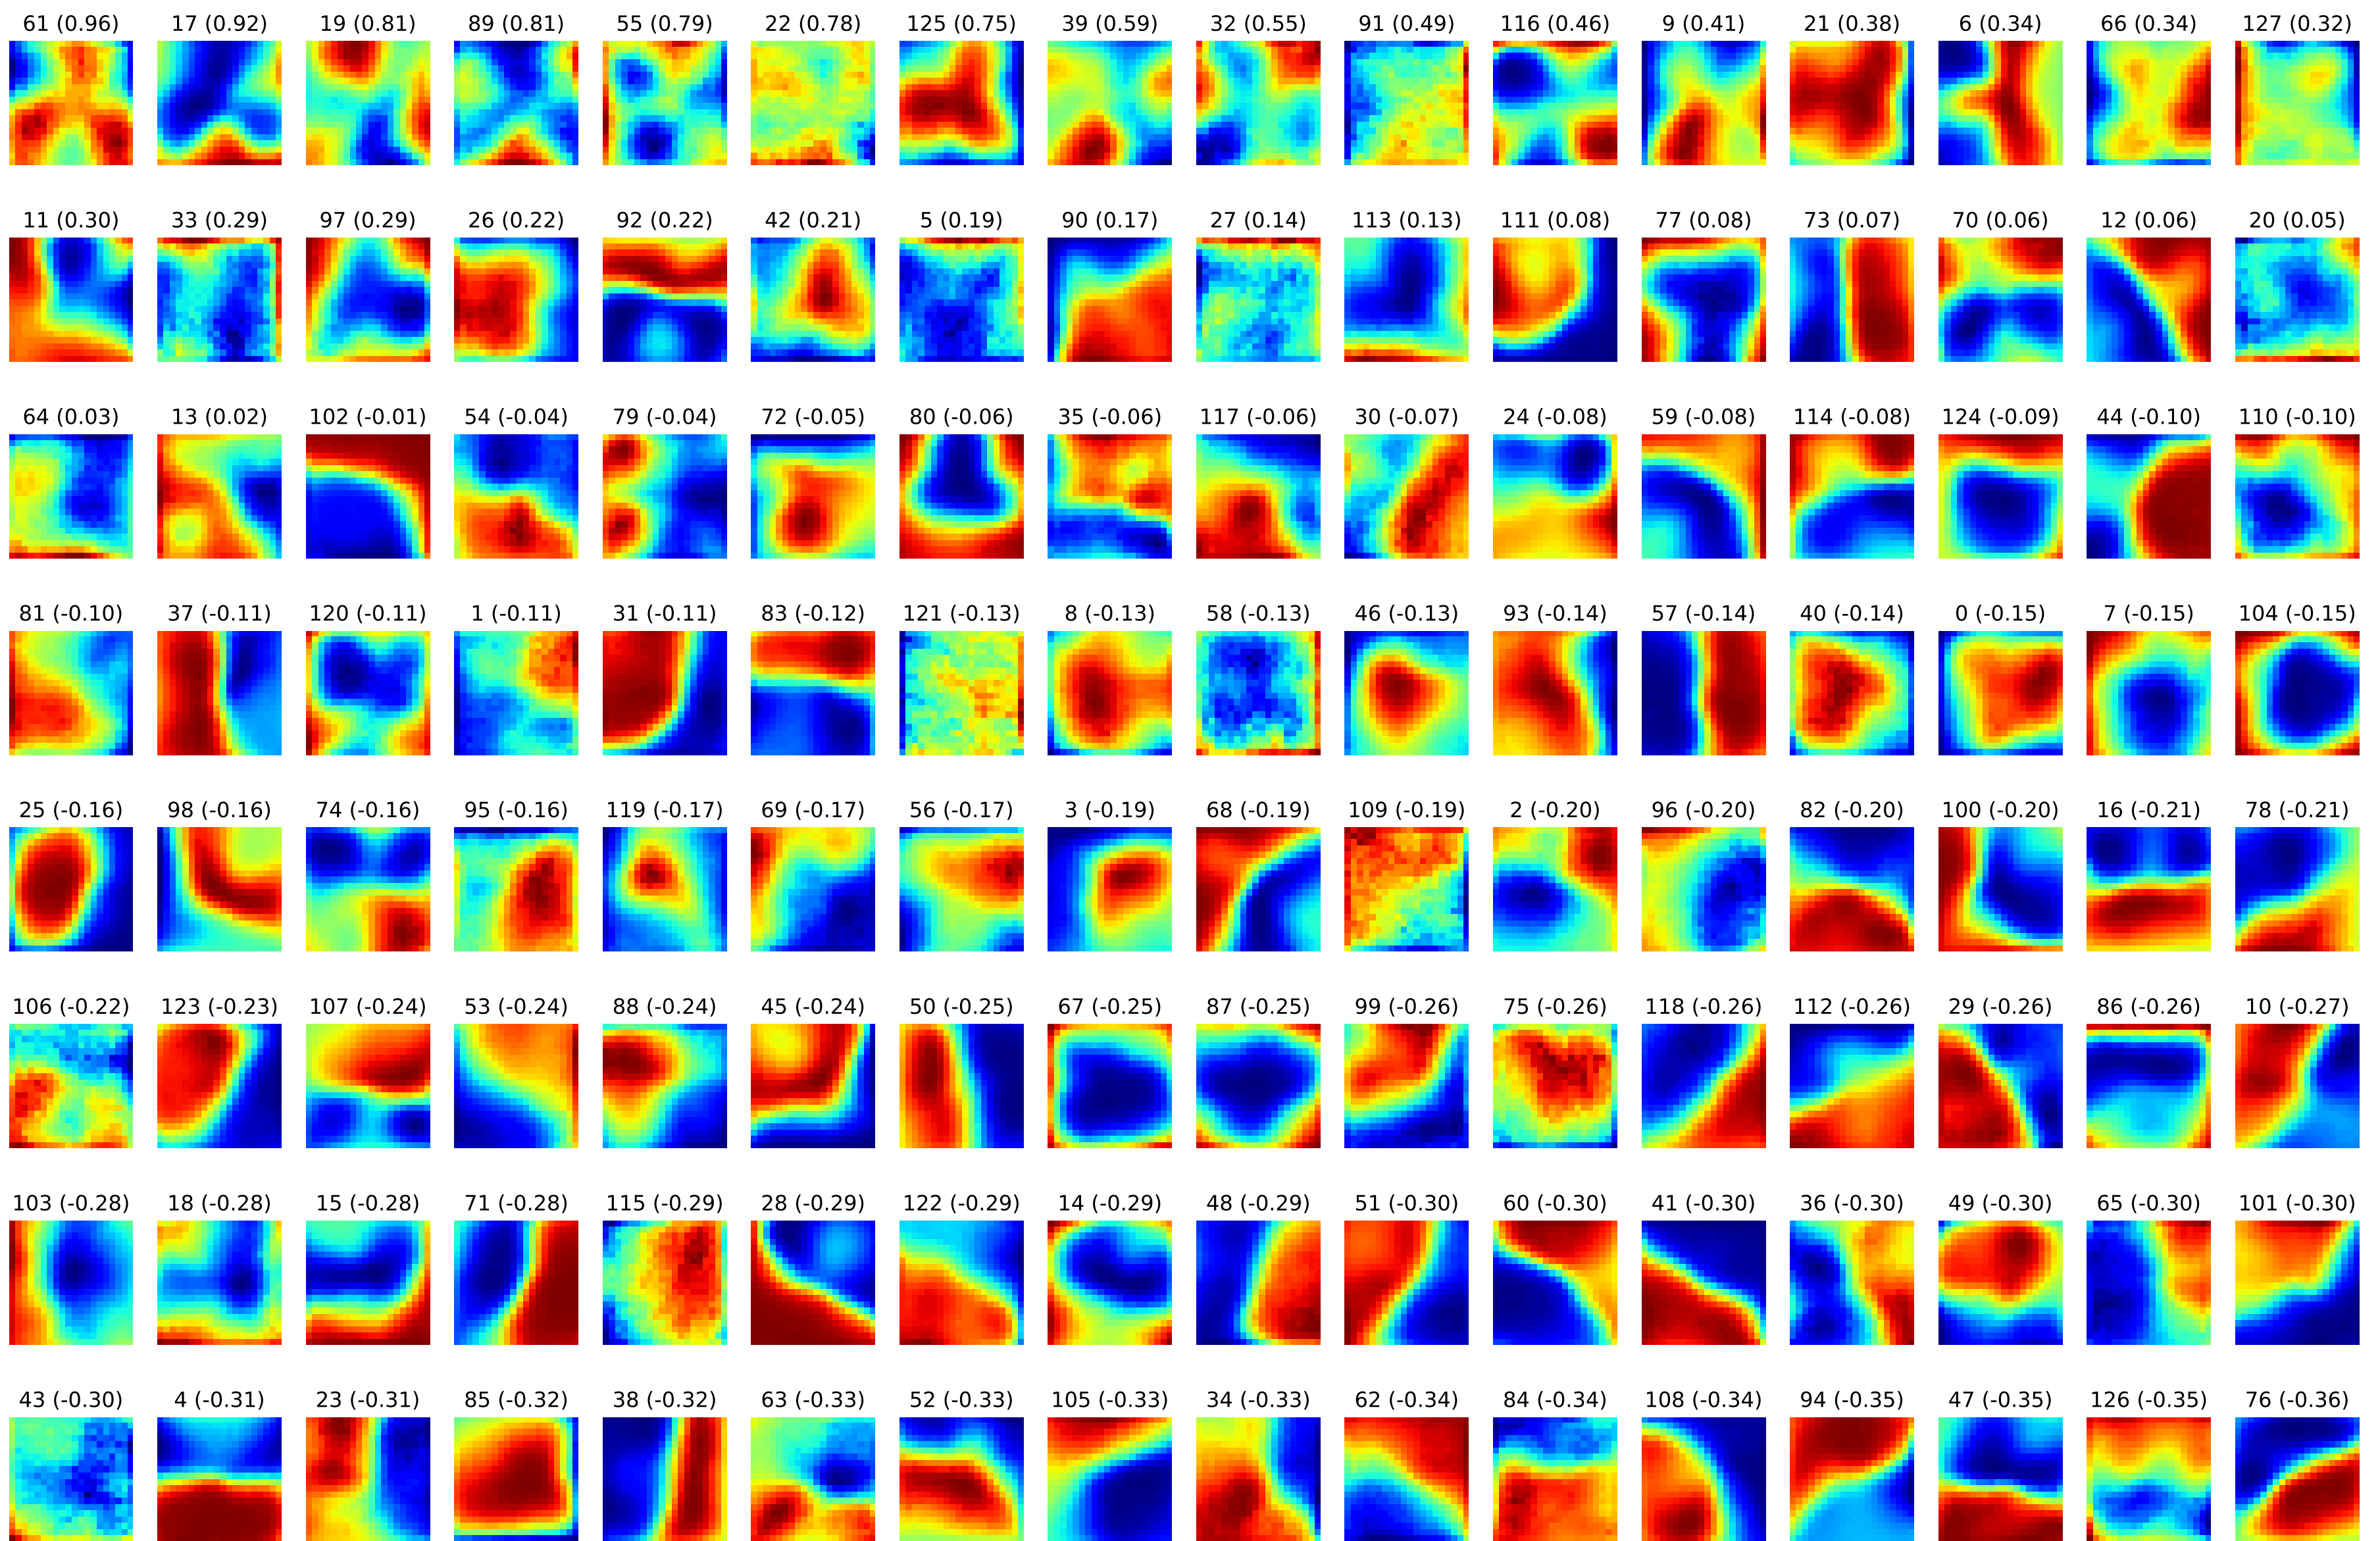 61 (0.96) 17 (0.92) 19 (0.81) 89 (0.81) 55 (0.79) 22 (0.78) 125 (0.75) 39 (0.59) 32 (0.55) 91 (0.49) 116 (0.46) 9 (0.41) 21 (0.38) 6 (0.34) 66 (0.34) 127 (0.32)
11 (0.30) 33 (0.29) 97 (0.29) 26 (0.22) 92 (0.22) 42 (0.21) 5 (0.19) 90 (0.17) 27 (0.14) 113 (0.13) 111 (0.08) 77 (0.08) 73 (0.07) 70 (0.06) 12 (0.06) 20 (0.05)
64 (0.03) 13 (0.02) 102 (-0.01) 54 (-0.04) 79 (-0.04) 72 (-0.05) 80 (-0.06) 35 (-0.06) 117 (-0.06) 30 (-0.07) 24 (-0.08) 59 (-0.08) 114 (-0.08) 124 (-0.09) 44 (-0.10) 110 (-0.10)
81 (-0.10) 37 (-0.11) 120 (-0.11) 1 (-0.11) 31 (-0.11) 83 (-0.12) 121 (-0.13) 8 (-0.13) 58 (-0.13) 46 (-0.13) 93 (-0.14) 57 (-0.14) 40 (-0.14) 0 (-0.15) 7 (-0.15) 104 (-0.15)
25 (-0.16) 98 (-0.16) 74 (-0.16) 95 (-0.16) 119 (-0.17) 69 (-0.17) 56 (-0.17) 3 (-0.19) 68 (-0.19) 109 (-0.19) 2 (-0.20) 96 (-0.20) 82 (-0.20) 100 (-0.20) 16 (-0.21) 78 (-0.21)
106 (-0.22) 123 (-0.23) 107 (-0.24) 53 (-0.24) 88 (-0.24) 45 (-0.24) 50 (-0.25) 67 (-0.25) 87 (-0.25) 99 (-0.26) 75 (-0.26) 118 (-0.26) 112 (-0.26) 29 (-0.26) 86 (-0.26) 10 (-0.27)
103 (-0.28) 18 (-0.28) 15 (-0.28) 71 (-0.28) 115 (-0.29) 28 (-0.29) 122 (-0.29) 14 (-0.29) 48 (-0.29) 51 (-0.30) 60 (-0.30) 41 (-0.30) 36 (-0.30) 49 (-0.30) 65 (-0.30) 101 (-0.30)
43 (-0.30) 4 (-0.31) 23 (-0.31) 85 (-0.32) 38 (-0.32) 63 (-0.33) 52 (-0.33) 105 (-0.33) 34 (-0.33) 62 (-0.34) 84 (-0.34) 108 (-0.34) 94 (-0.35) 47 (-0.35) 126 (-0.35) 76 (-0.36)